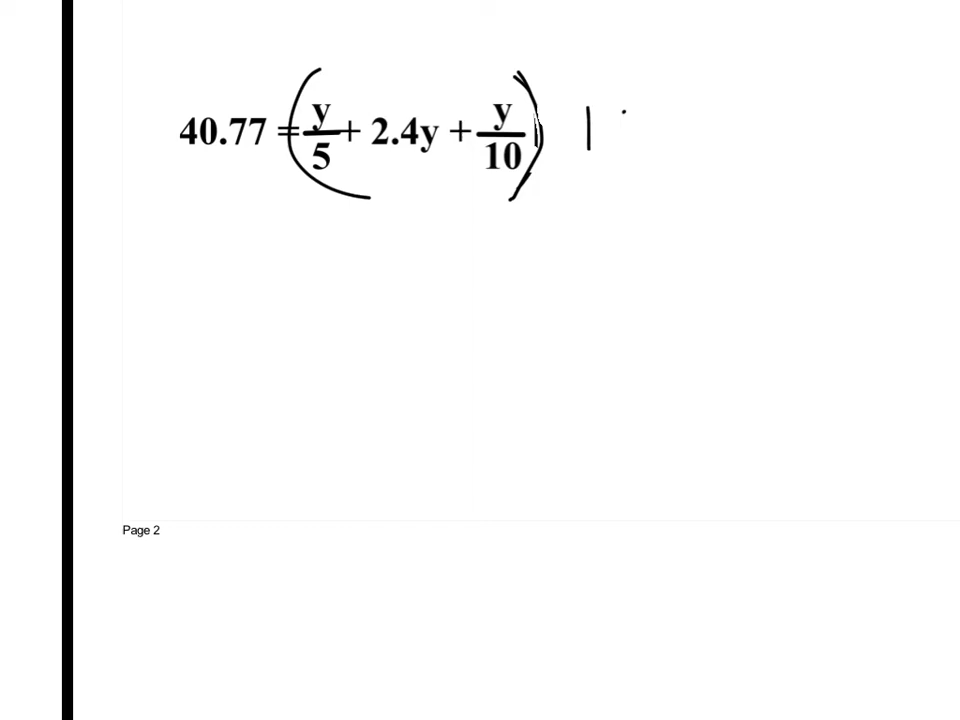 40.77 = (y/5 + 2.4y + y/10) |
Page 2